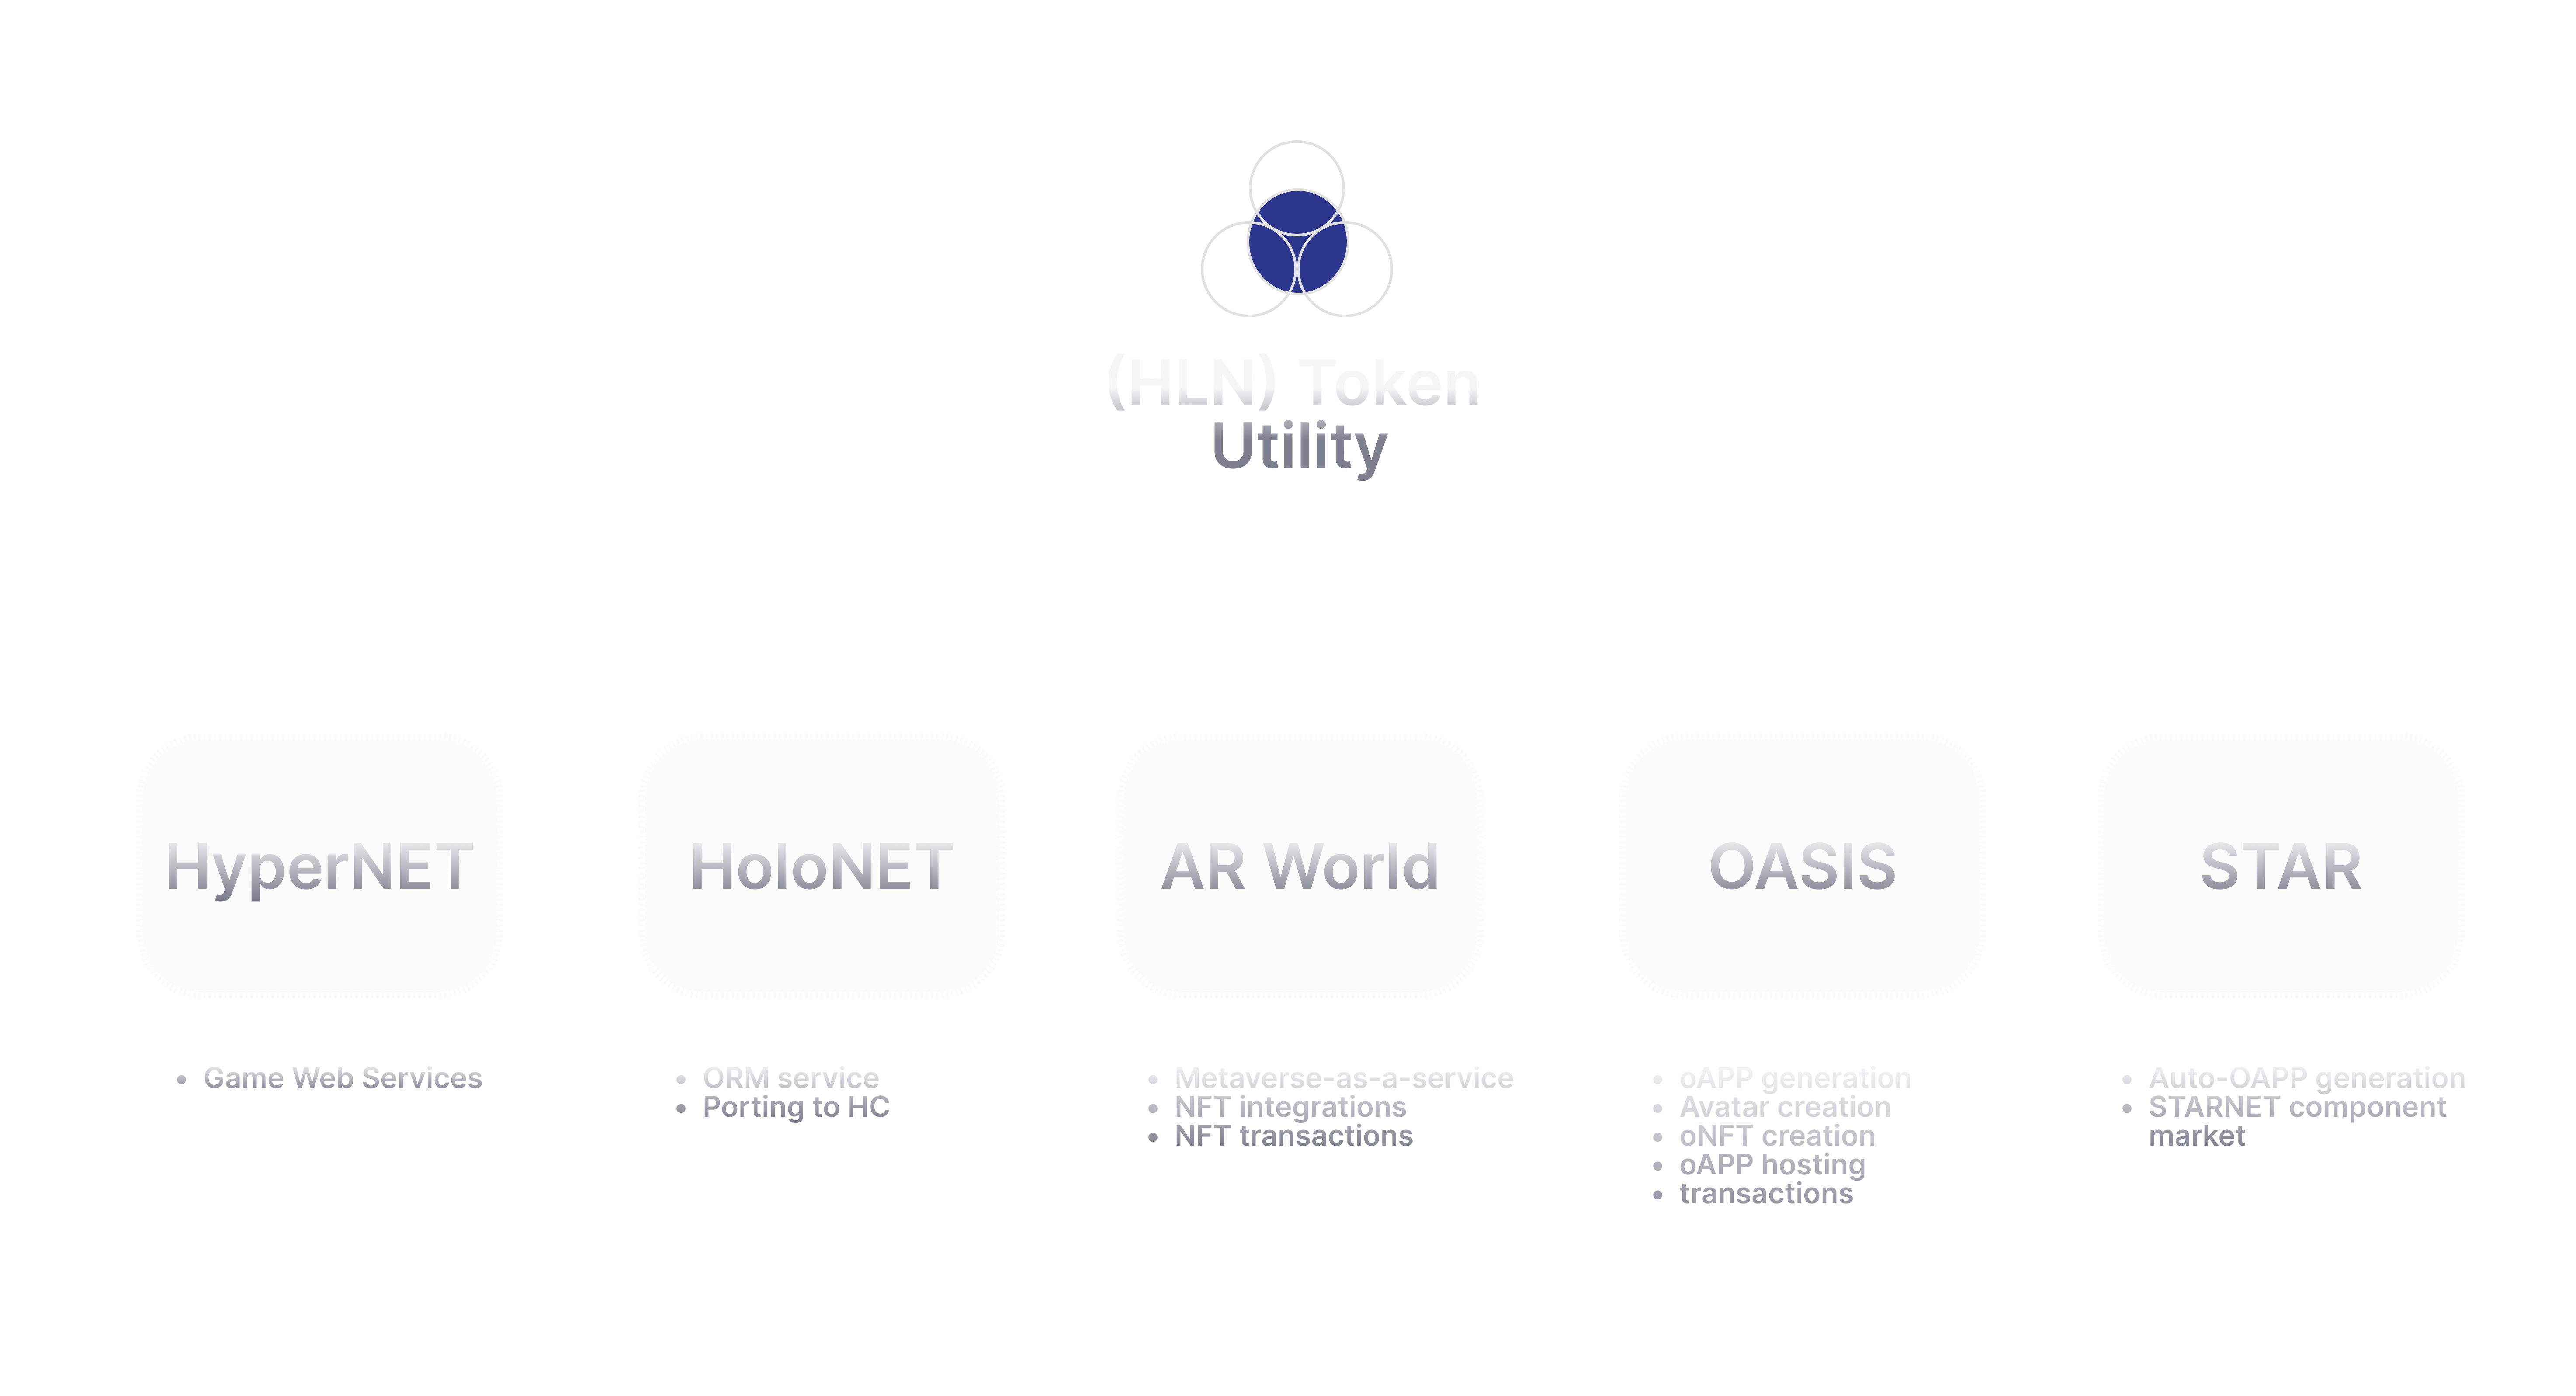 (HLN) Token
Utility
HyperNET
HoloNET
AR World
OASIS
STAR
• Game Web Services
• ORM service
• Porting to HC
• Metaverse-as-a-service
• NFT integrations
• NFT transactions
• oAPP generation
• Avatar creation
• oNFT creation
• oAPP hosting
• transactions
• Auto-OAPP generation
• STARNET component
market